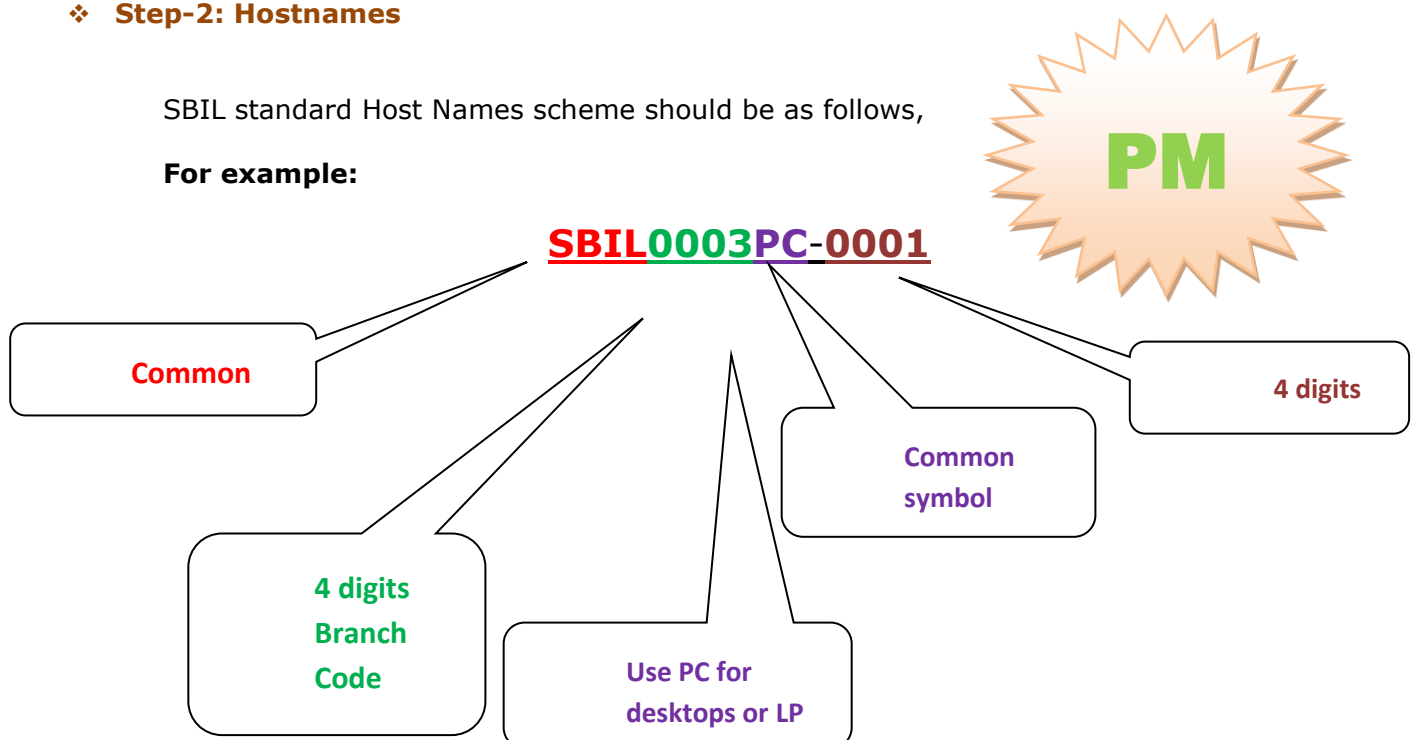 ❖ Step-2: Hostnames
SBIL standard Host Names scheme should be as follows,
PM
For example:
SBIL0003PC-0001
Common
4 digits
Common
symbol
4 digits
Branch
Code
Use PC for
desktops or LP